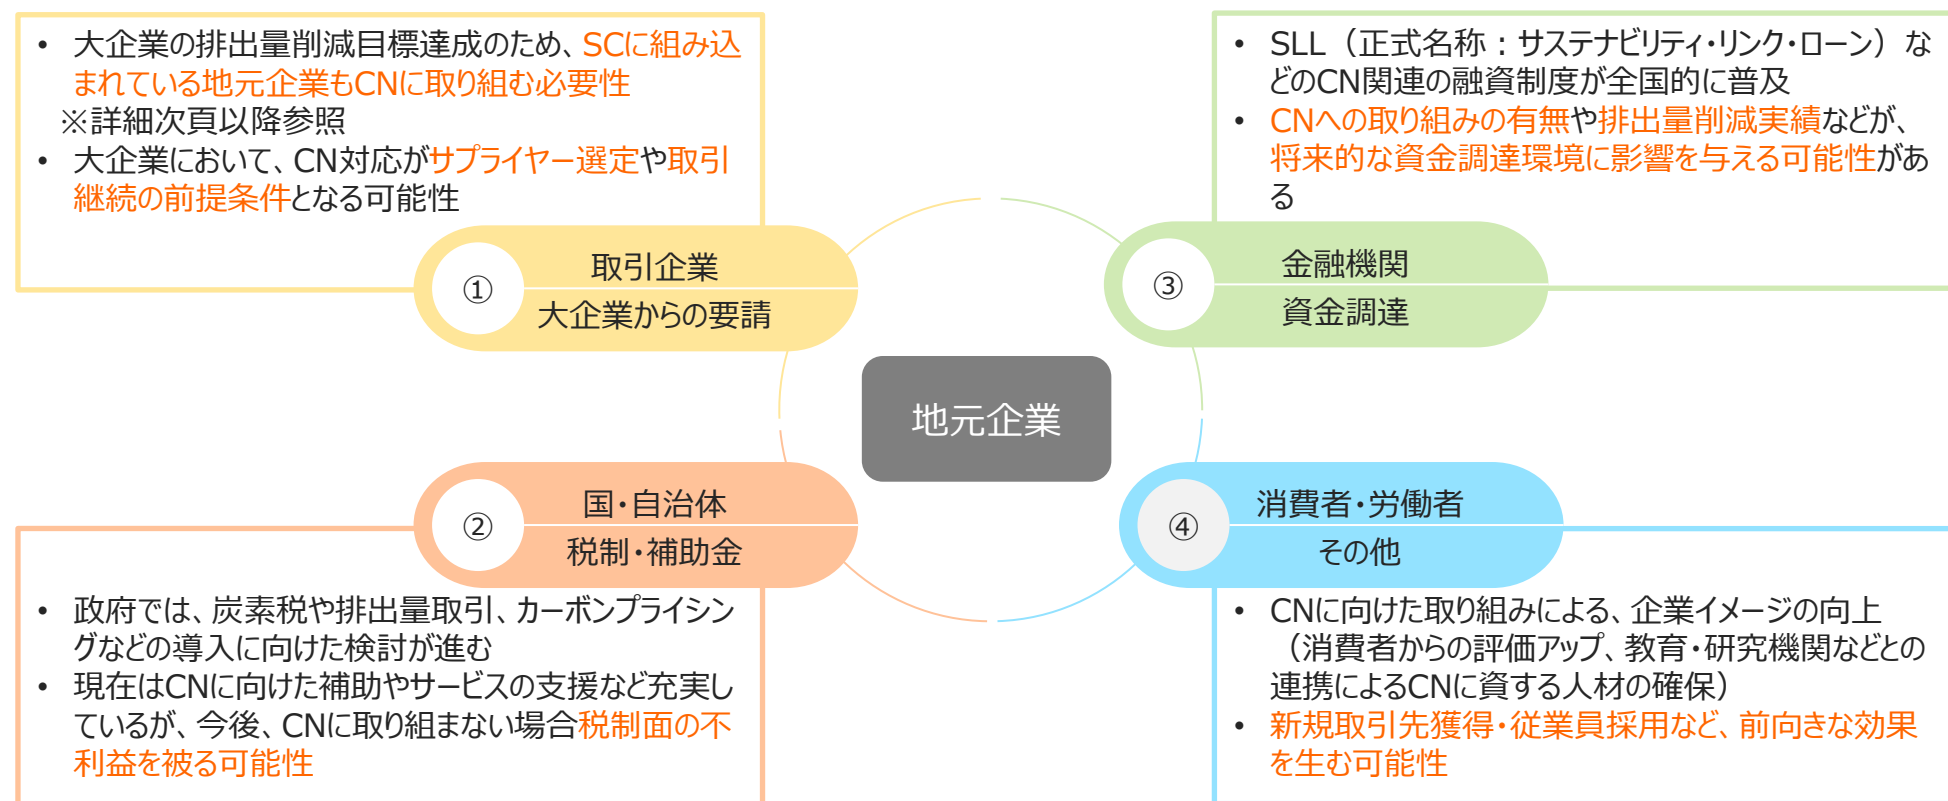 • 大企業の排出量削減目標達成のため、SCに組み込
まれている地元企業もCNに取り組む必要性
※詳細次頁以降参照
• 大企業において、CN対応がサプライヤー選定や取引
継続の前提条件となる可能性
①
取引企業
大企業からの要請
②
国・自治体
税制・補助金
• 政府では、炭素税や排出量取引、カーボンプライシン
グなどの導入に向けた検討が進む
• 現在はCNに向けた補助やサービスの支援など充実し
ているが、今後、CNに取り組まない場合税制面の不
利益を被る可能性
地元企業
• SLL（正式名称：サステナビリティ・リンク・ローン）な
どのCN関連の融資制度が全国的に普及
• CNへの取り組みの有無や排出量削減実績などが、
将来的な資金調達環境に影響を与える可能性があ
る
③
金融機関
資金調達
④
消費者・労働者
その他
• CNに向けた取り組みによる、企業イメージの向上
（消費者からの評価アップ、教育・研究機関などとの
連携によるCNに資する人材の確保）
• 新規取引先獲得・従業員採用など、前向きな効果
を生む可能性